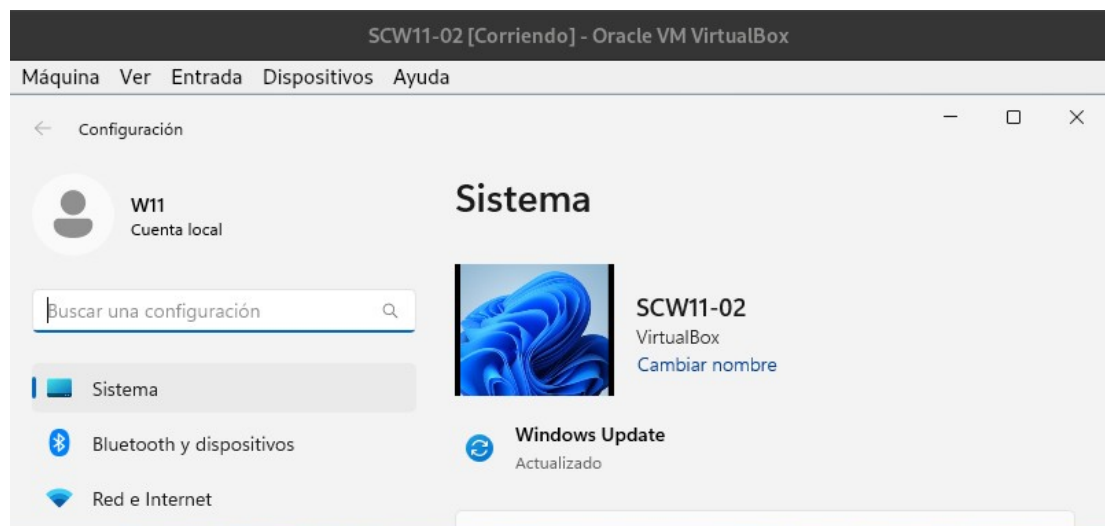 SCW11-02 [Corriendo] - Oracle VM VirtualBox
Máquina Ver Entrada Dispositivos Ayuda
Configuración
W11
Cuenta local
Buscar una configuración
Sistema
Bluetooth y dispositivos
Red e Internet
Sistema
SCW11-02
VirtualBox
Cambiar nombre
Windows Update
Actualizado